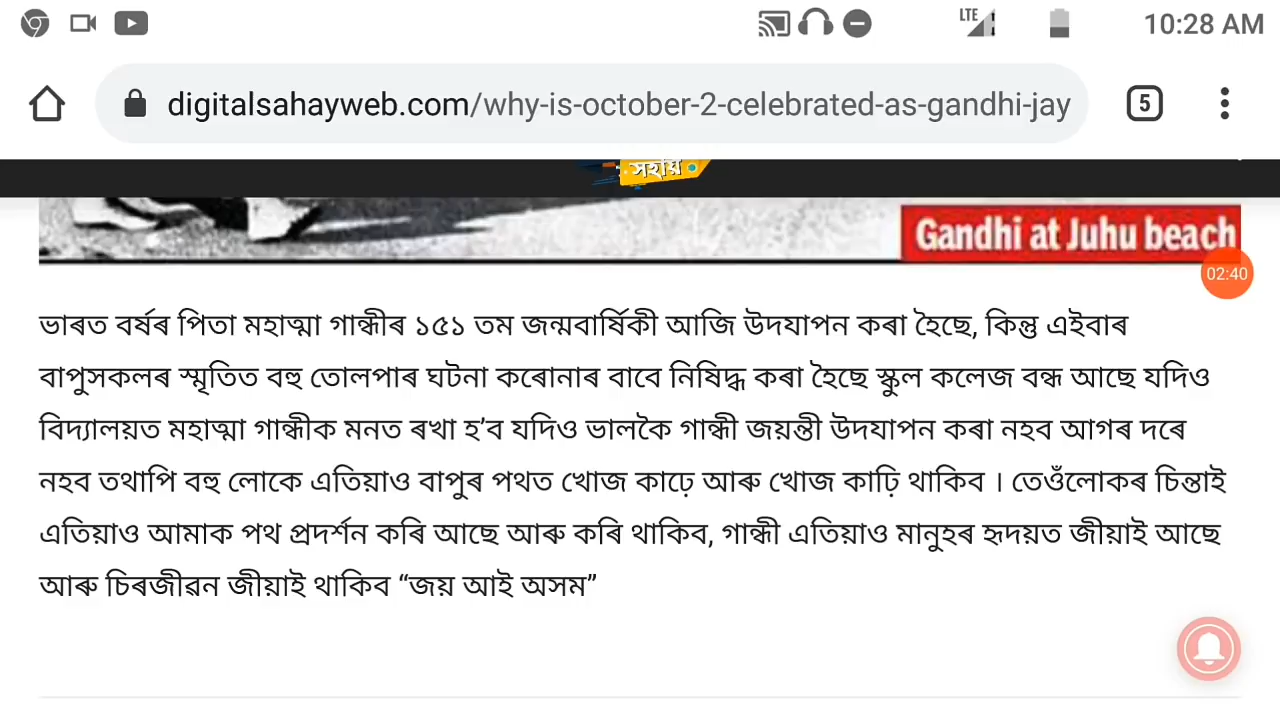 LTE
10:28 AM
digitalsahayweb.com/why-is-october-2-celebrated-as-gandhi-jay
5
সহায়
Gandhi at Juhu beach
02:40
ভাৰত বৰ্ষৰ পিতা মহাত্মা গান্ধীৰ ১৫১ তম জন্মবাৰ্ষিকী আজি উদযাপন কৰা হৈছে, কিন্তু এইবাৰ
বাপুসকলৰ স্মৃতিত বহু তোলপাৰ ঘটনা কৰোনাৰ বাবে নিষিদ্ধ কৰা হৈছে স্কুল কলেজ বন্ধ আছে যদিও
বিদ্যালয়ত মহাত্মা গান্ধীক মনত ৰখা হ’ব যদিও ভালকৈ গান্ধী জয়ন্তী উদযাপন কৰা নহব আগৰ দৰে
নহব তথাপি বহু লোকে এতিয়াও বাপুৰ পথত খোজ কাঢ়ে আৰু খোজ কাঢ়ি থাকিব । তেওঁলোকৰ চিন্তাই
এতিয়াও আমাক পথ প্ৰদৰ্শন কৰি আছে আৰু কৰি থাকিব, গান্ধী এতিয়াও মানুহৰ হৃদয়ত জীয়াই আছে
আৰু চিৰজীৱন জীয়াই থাকিব “জয় আই অসম”